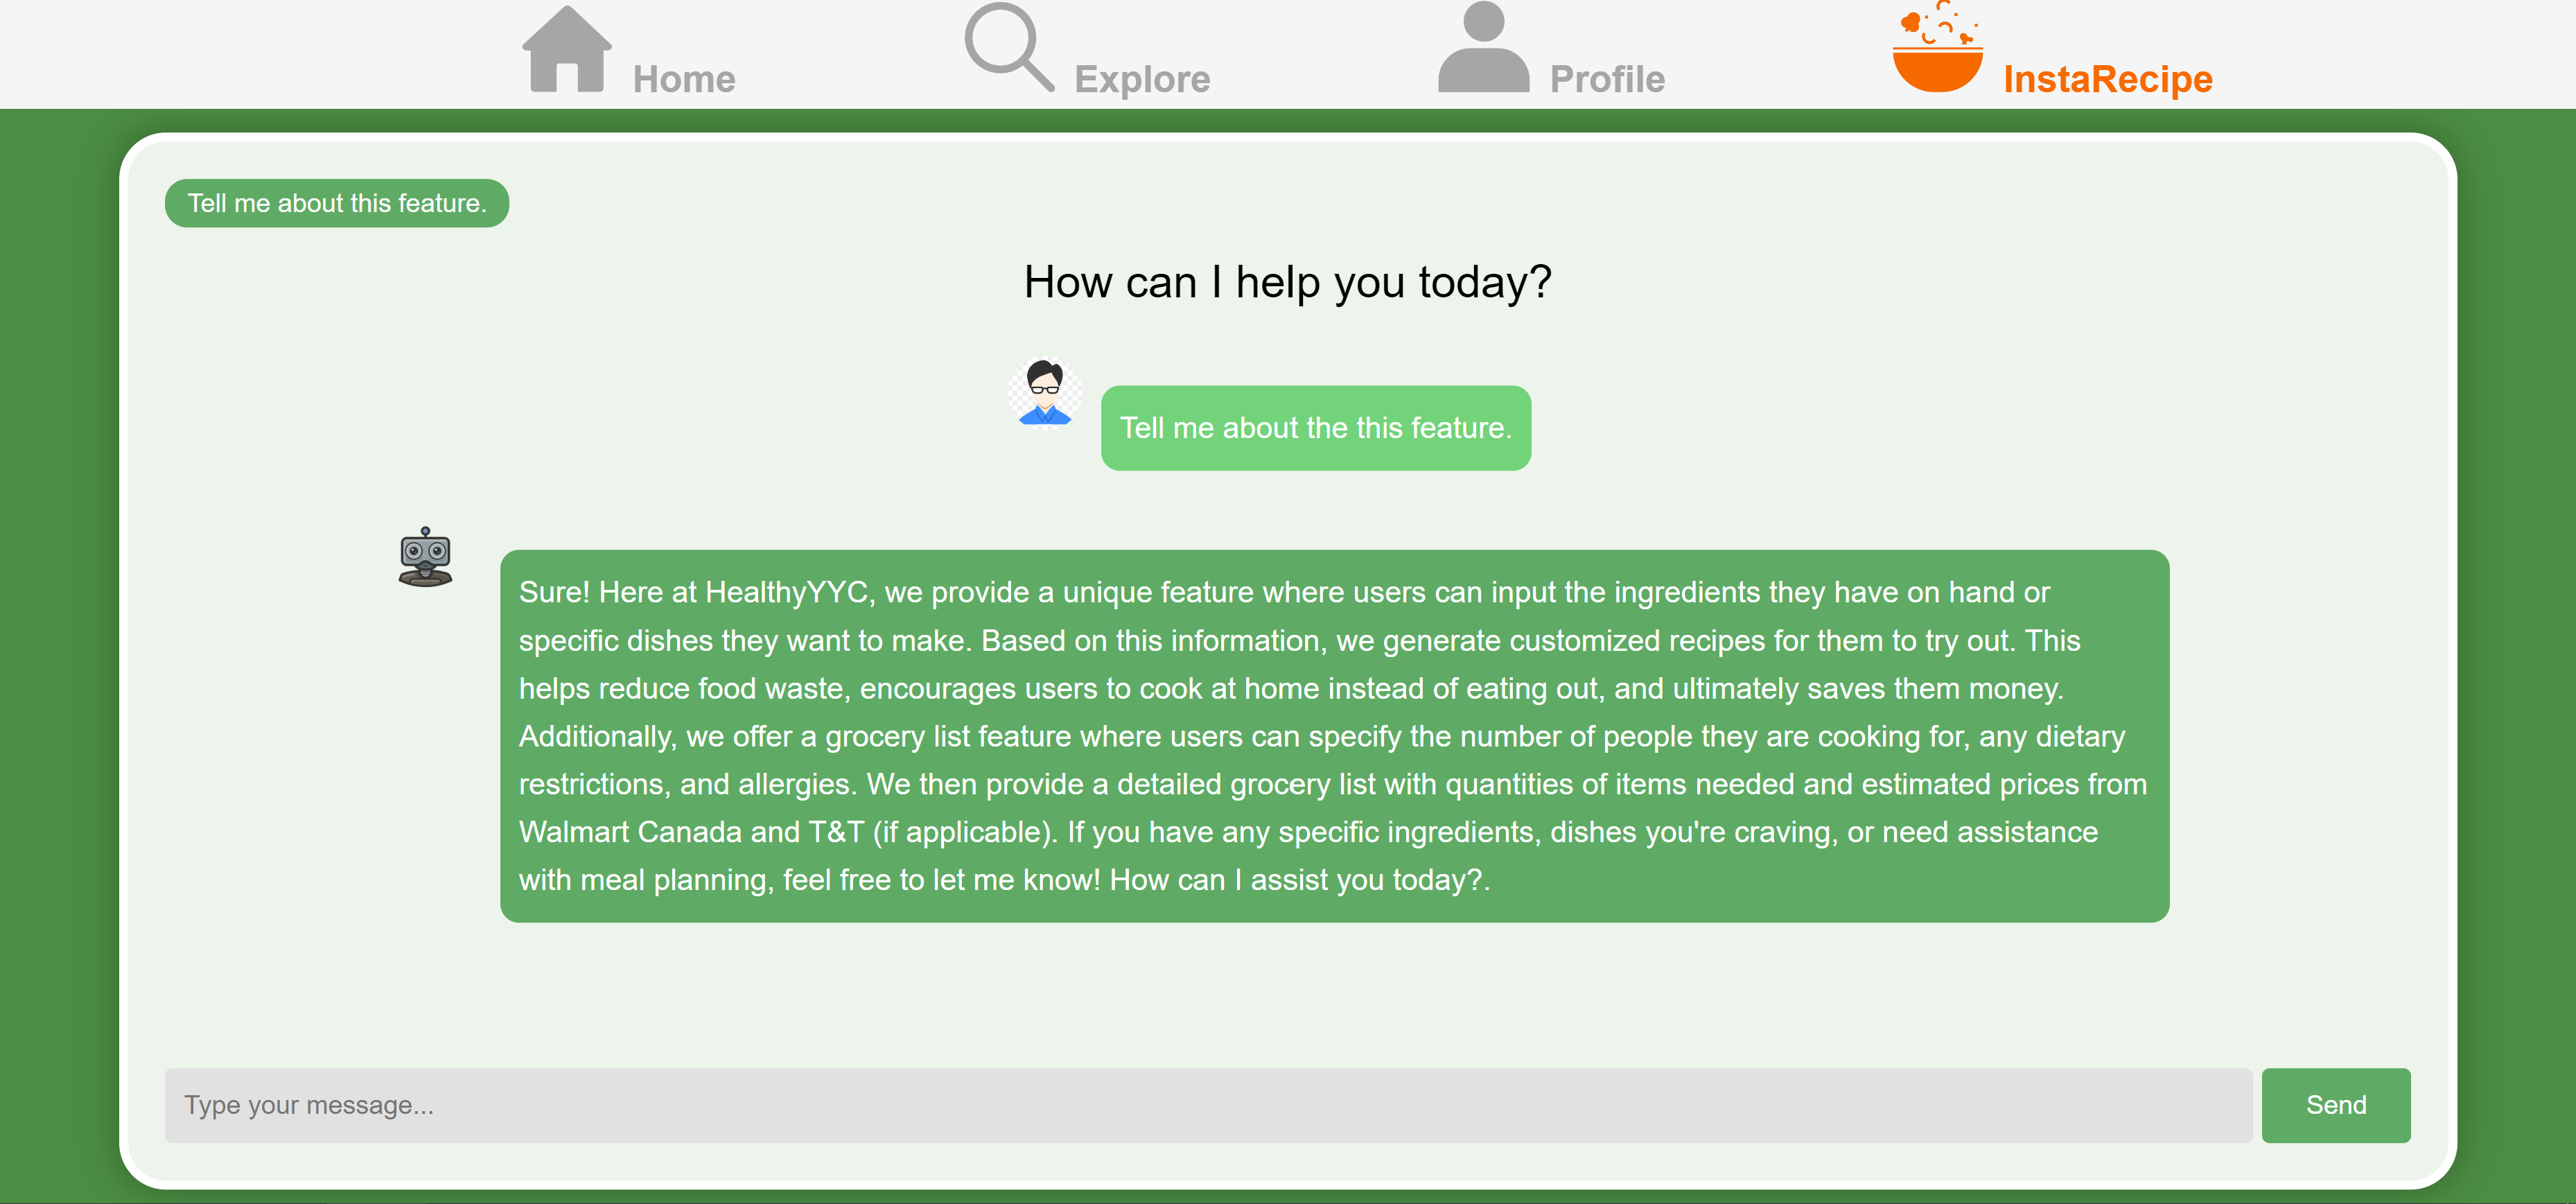 Home
Explore
Profile
InstaRecipe
Tell me about this feature.
How can I help you today?
Tell me about the this feature.
Sure! Here at HealthyYYC, we provide a unique feature where users can input the ingredients they have on hand or
specific dishes they want to make. Based on this information, we generate customized recipes for them to try out. This
helps reduce food waste, encourages users to cook at home instead of eating out, and ultimately saves them money.
Additionally, we offer a grocery list feature where users can specify the number of people they are cooking for, any dietary
restrictions, and allergies. We then provide a detailed grocery list with quantities of items needed and estimated prices from
Walmart Canada and T&T (if applicable). If you have any specific ingredients, dishes you're craving, or need assistance
with meal planning, feel free to let me know! How can I assist you today?.
Type your message...
Send